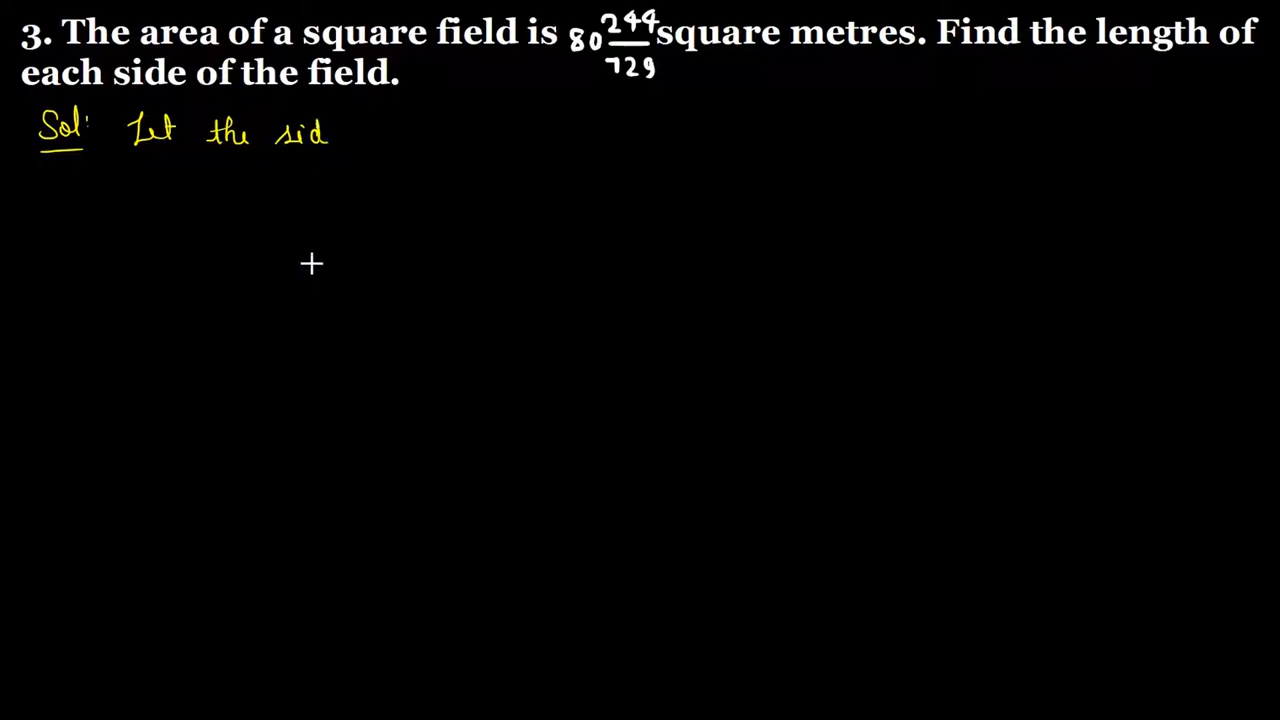 3. The area of a square field is 80 244/729 square metres. Find the length of
each side of the field.
Sol: Let the sid